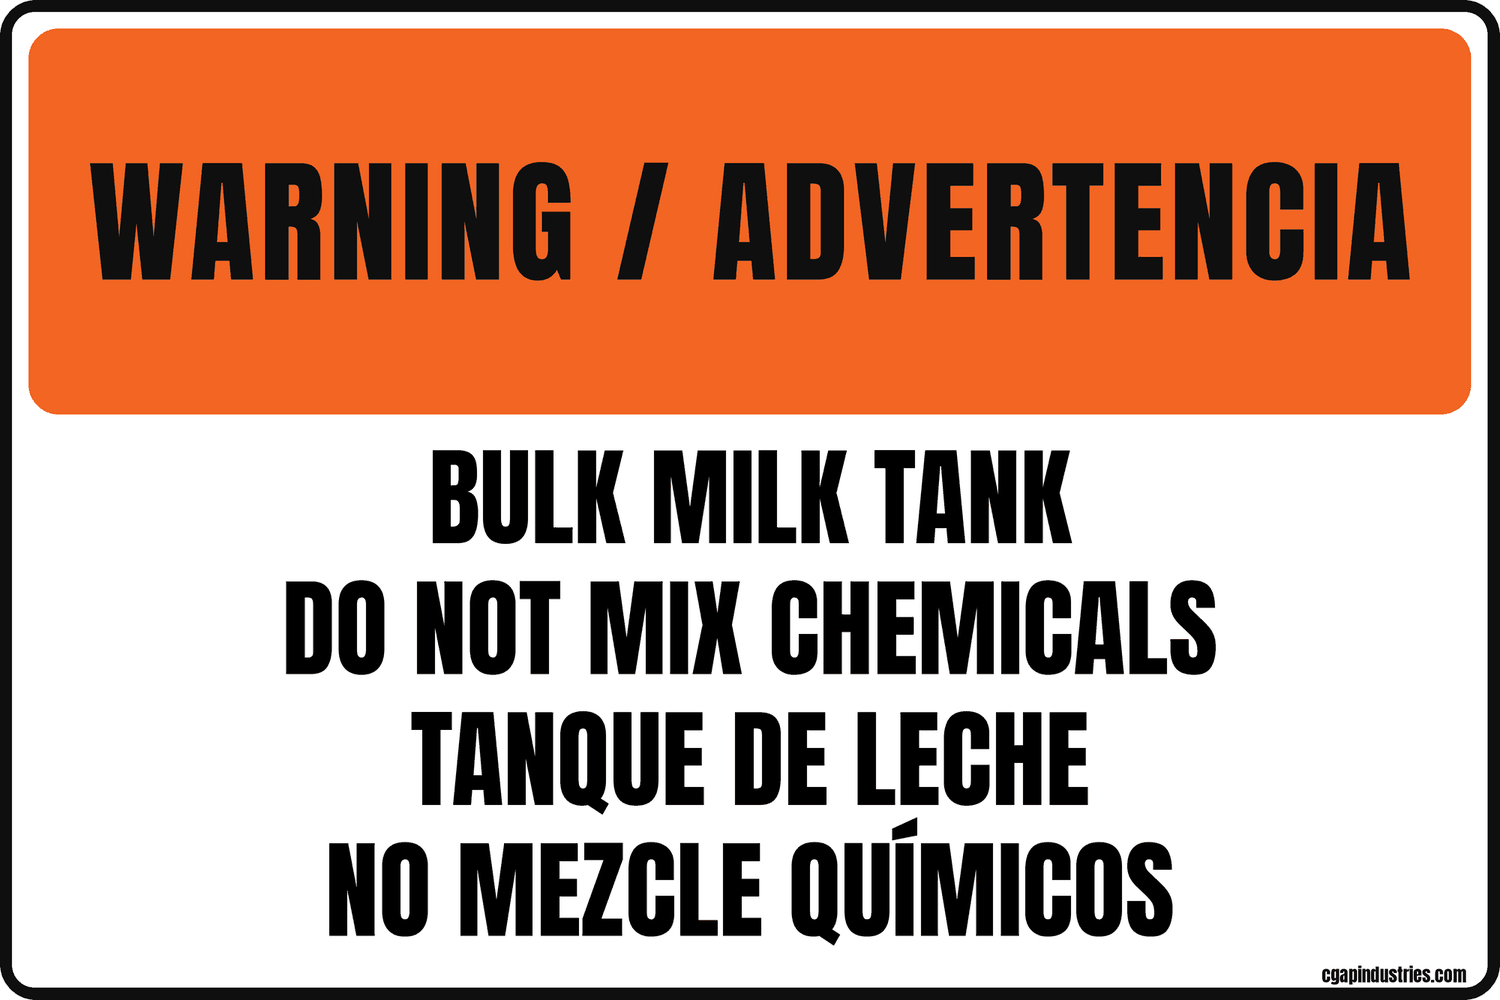 WARNING / ADVERTENCIA
BULK MILK TANK
DO NOT MIX CHEMICALS
TANQUE DE LECHE
NO MEZCLE QUÍMICOS
cgapindustries.com